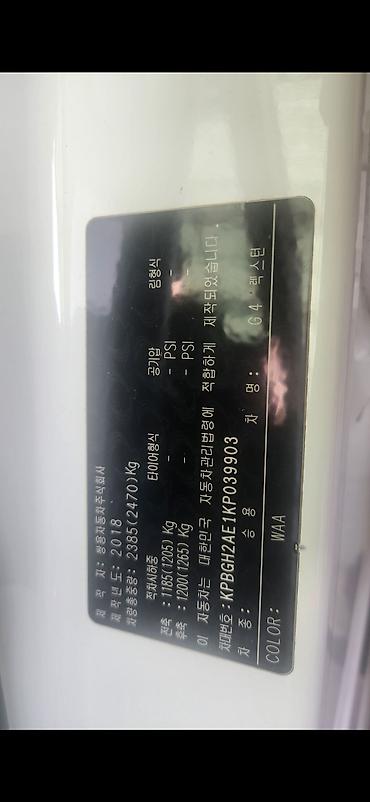 제 작 자: 쌍용자동차주식회사
제작년도: 2018
차량총중량: 2385(2470)Kg
적차시하중 타이어형식 공기압 림형식
전축 : 1185(1205) Kg - - PSI -
후축 : 1200(1265) Kg - - PSI -
이 자동차는 대한민국 자동차관리법령에 적합하게 제작되었습니다.
차대번호: KPBGH2AE1KP039903
차 종: 승용 차 명: G4 렉스턴
COLOR: WAA